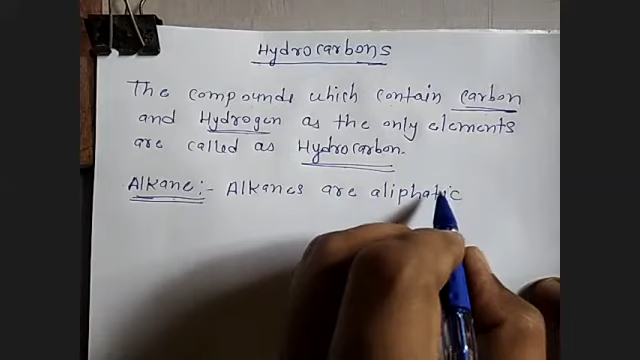 Hydrocarbons
The compounds which contain carbon
and Hydrogen as the only elements
are called as Hydrocarbon.
Alkane:- Alkanes are aliphatic